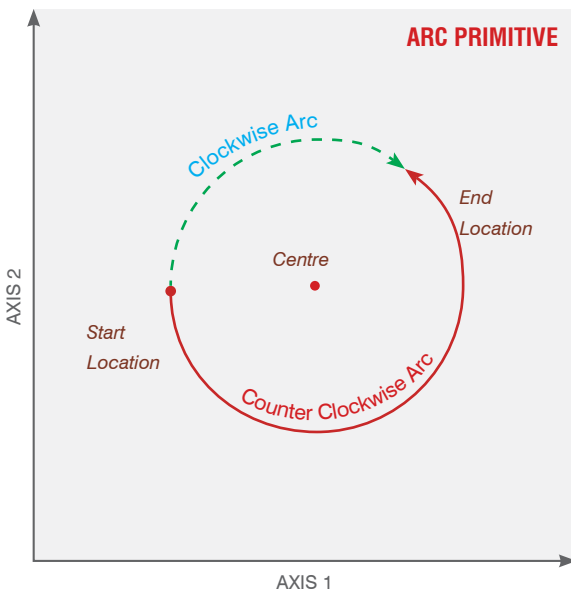 ARC PRIMITIVE
Clockwise Arc
End
Location
Centre
AXIS 2
Start
Location
Counter Clockwise Arc
AXIS 1